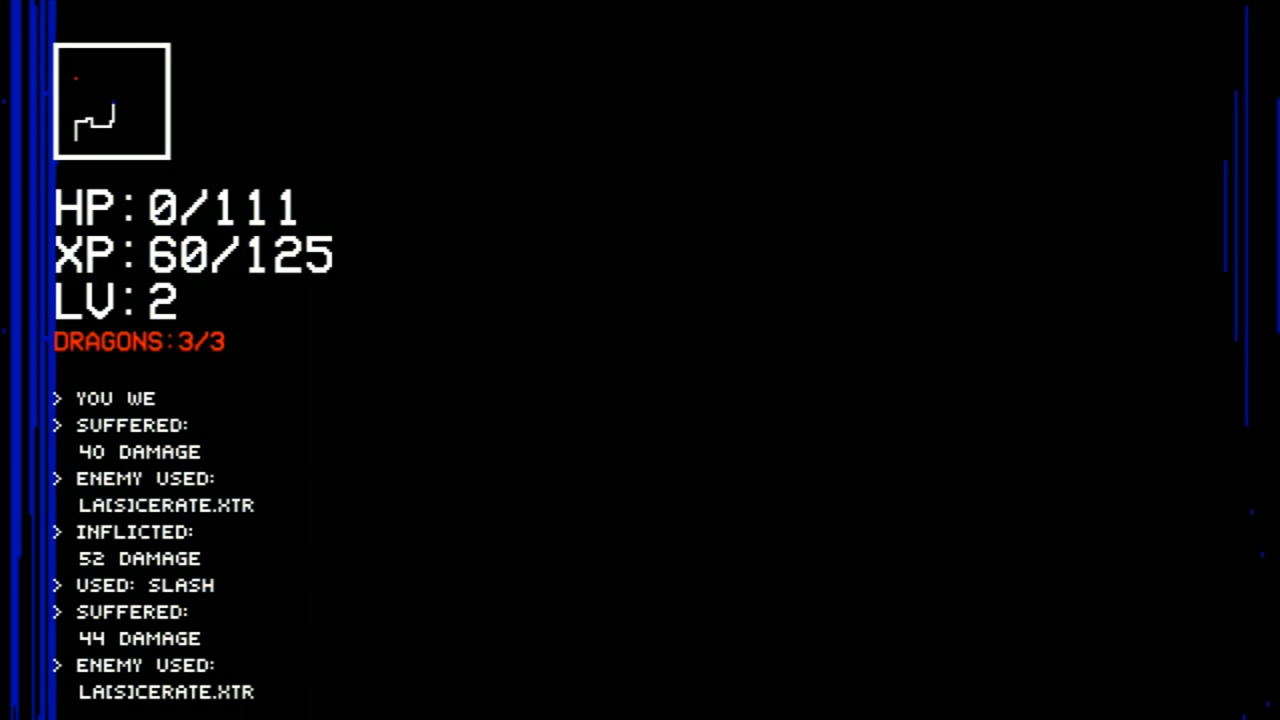 HP:0/111
XP:60/125
LV:2
DRAGONS:3/3
> YOU WE
> SUFFERED:
40 DAMAGE
> ENEMY USED:
LA[S]CERATE.XTR
> INFLICTED:
52 DAMAGE
> USED: SLASH
> SUFFERED:
44 DAMAGE
> ENEMY USED:
LA[S]CERATE.XTR